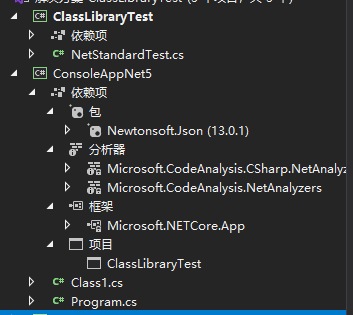 ClassLibraryTest
依赖项
C# NetStandardTest.cs
C# ConsoleAppNet5
依赖项
包
Newtonsoft.Json (13.0.1)
分析器
Microsoft.CodeAnalysis.CSharp.NetAnalyz
Microsoft.CodeAnalysis.NetAnalyzers
框架
Microsoft.NETCore.App
项目
ClassLibraryTest
C# Class1.cs
C# Program.cs